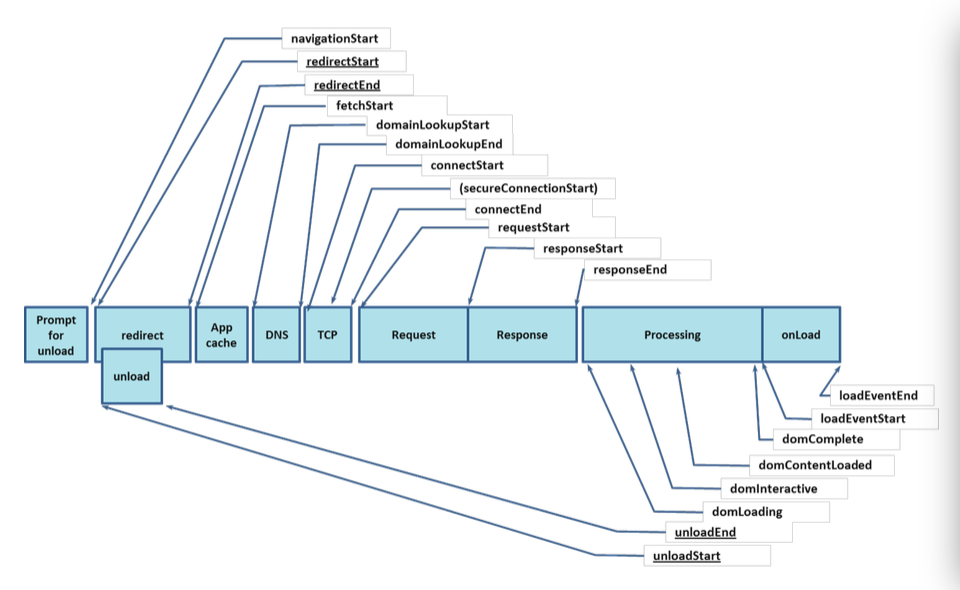 navigationStart
redirectStart
redirectEnd
fetchStart
domainLookupStart
domainLookupEnd
connectStart
(secureConnectionStart)
connectEnd
requestStart
responseStart
responseEnd
Prompt
for
unload
redirect
App
cache
DNS
TCP
Request
Response
Processing
onLoad
unload
loadEventEnd
loadEventStart
domComplete
domContentLoaded
domInteractive
domLoading
unloadEnd
unloadStart